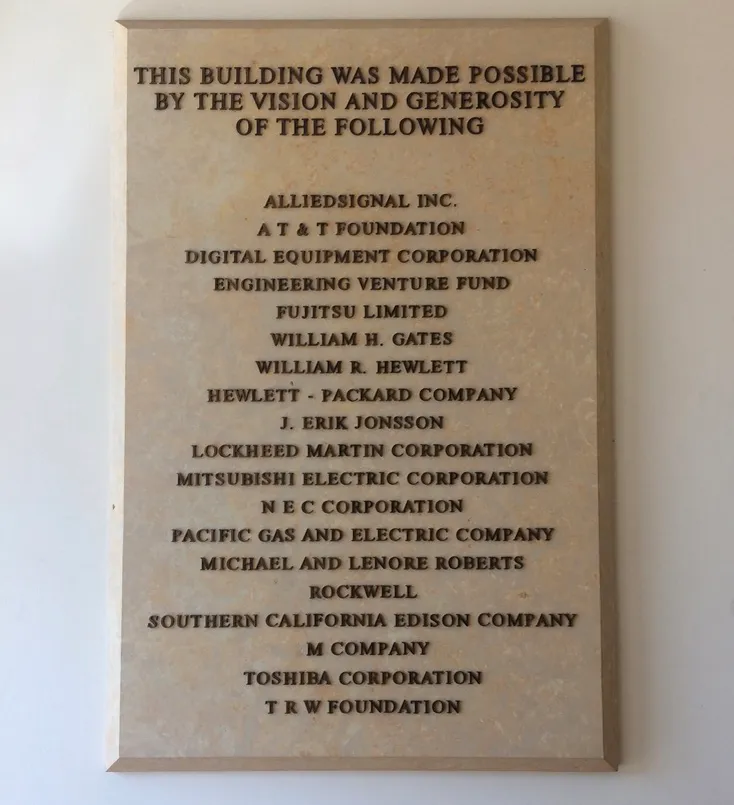 THIS BUILDING WAS MADE POSSIBLE
BY THE VISION AND GENEROSITY
OF THE FOLLOWING
ALLIEDSIGNAL INC.
A T & T FOUNDATION
DIGITAL EQUIPMENT CORPORATION
ENGINEERING VENTURE FUND
FUJITSU LIMITED
WILLIAM H. GATES
WILLIAM R. HEWLETT
HEWLETT - PACKARD COMPANY
J. ERIK JONSSON
LOCKHEED MARTIN CORPORATION
MITSUBISHI ELECTRIC CORPORATION
N E C CORPORATION
PACIFIC GAS AND ELECTRIC COMPANY
MICHAEL AND LENORE ROBERTS
ROCKWELL
SOUTHERN CALIFORNIA EDISON COMPANY
M COMPANY
TOSHIBA CORPORATION
T R W FOUNDATION